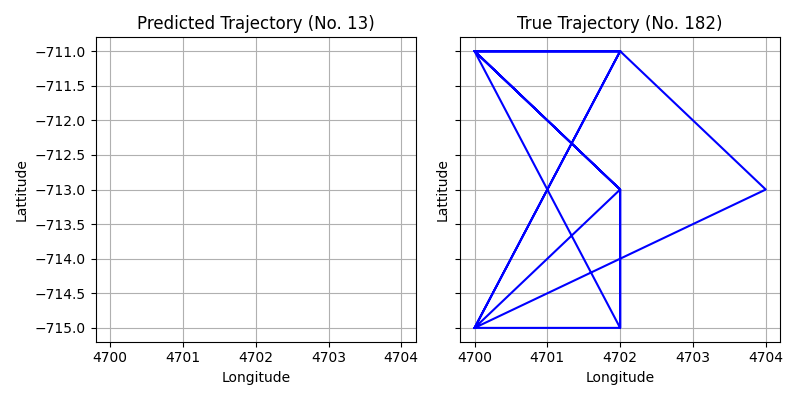 Predicted Trajectory (No. 13)
True Trajectory (No. 182)
Lattitude
−711.0
−711.5
−712.0
−712.5
−713.0
−713.5
−714.0
−714.5
−715.0
4700 4701 4702 4703 4704
Longitude
Lattitude
4700 4701 4702 4703 4704
Longitude